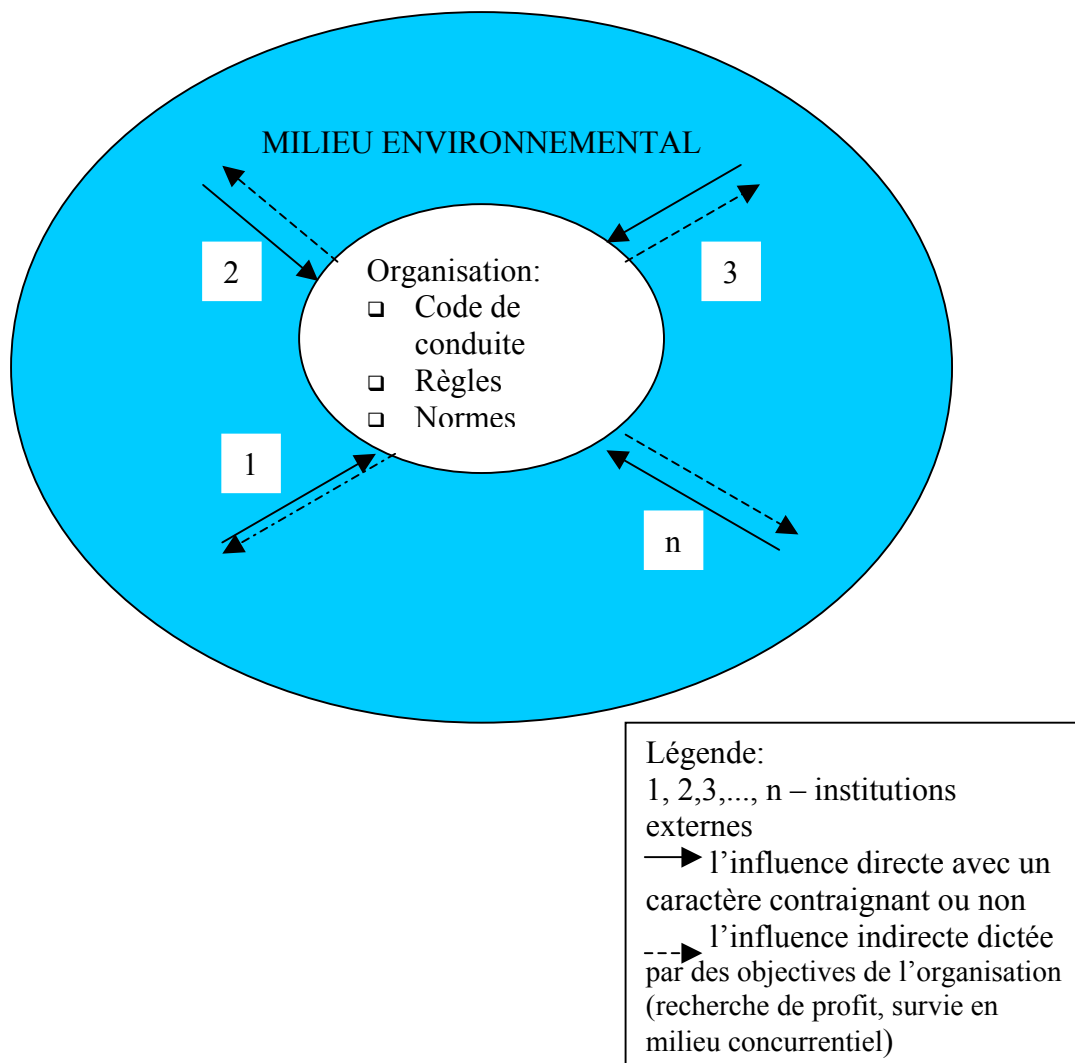 MILIEU ENVIRONNEMENTAL
2
3
Organisation:
❑ Code de
conduite
❑ Règles
❑ Normes
1
n
Légende:
1, 2,3,..., n – institutions
externes
l’influence directe avec un
caractère contraignant ou non
l’influence indirecte dictée
par des objectives de l’organisation
(recherche de profit, survie en
milieu concurrentiel)